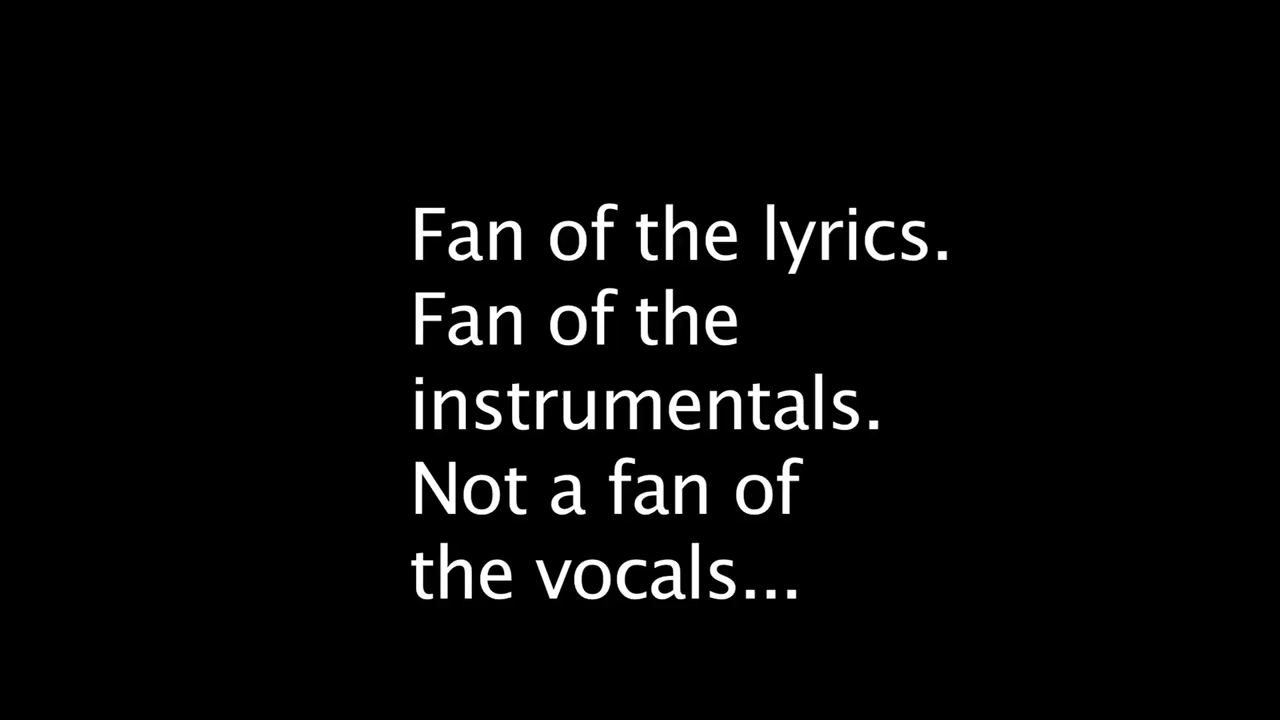 Fan of the lyrics.
Fan of the
instrumentals.
Not a fan of
the vocals...